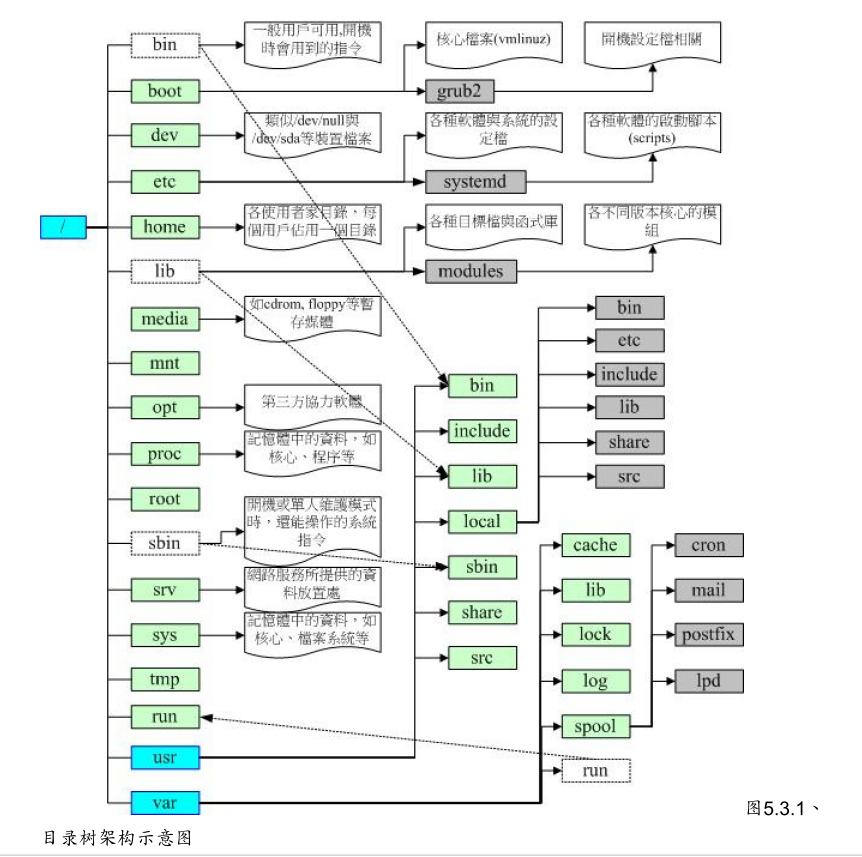 /
bin
一般用戶可用,開機
時會用到的指令
boot
核心檔案(vmlinuz)
grub2
開機設定檔相關
dev
類似/dev/null與
/dev/sda等裝置檔案
etc
各種軟體與系統的設
定檔
systemd
各種軟體的啟動腳本
(scripts)
home
各使用者家目錄，每
個用戶佔用一個目錄
lib
各種目標檔與函式庫
modules
各不同版本核心的模
組
media
如cdrom, floppy等暫
存媒體
mnt
opt
第三方協力軟體
proc
記憶體中的資料，如
核心、程序等
root
sbin
開機或單人維護模式
時，還能操作的系統
指令
srv
網路服務所提供的資
料放置處
sys
記憶體中的資料，如
核心、檔案系統等
tmp
run
usr
var
bin
include
lib
local
sbin
share
src
bin
etc
include
lib
share
src
cache
lib
lock
log
spool
run
cron
mail
postfix
lpd
图5.3.1、
目录树架构示意图